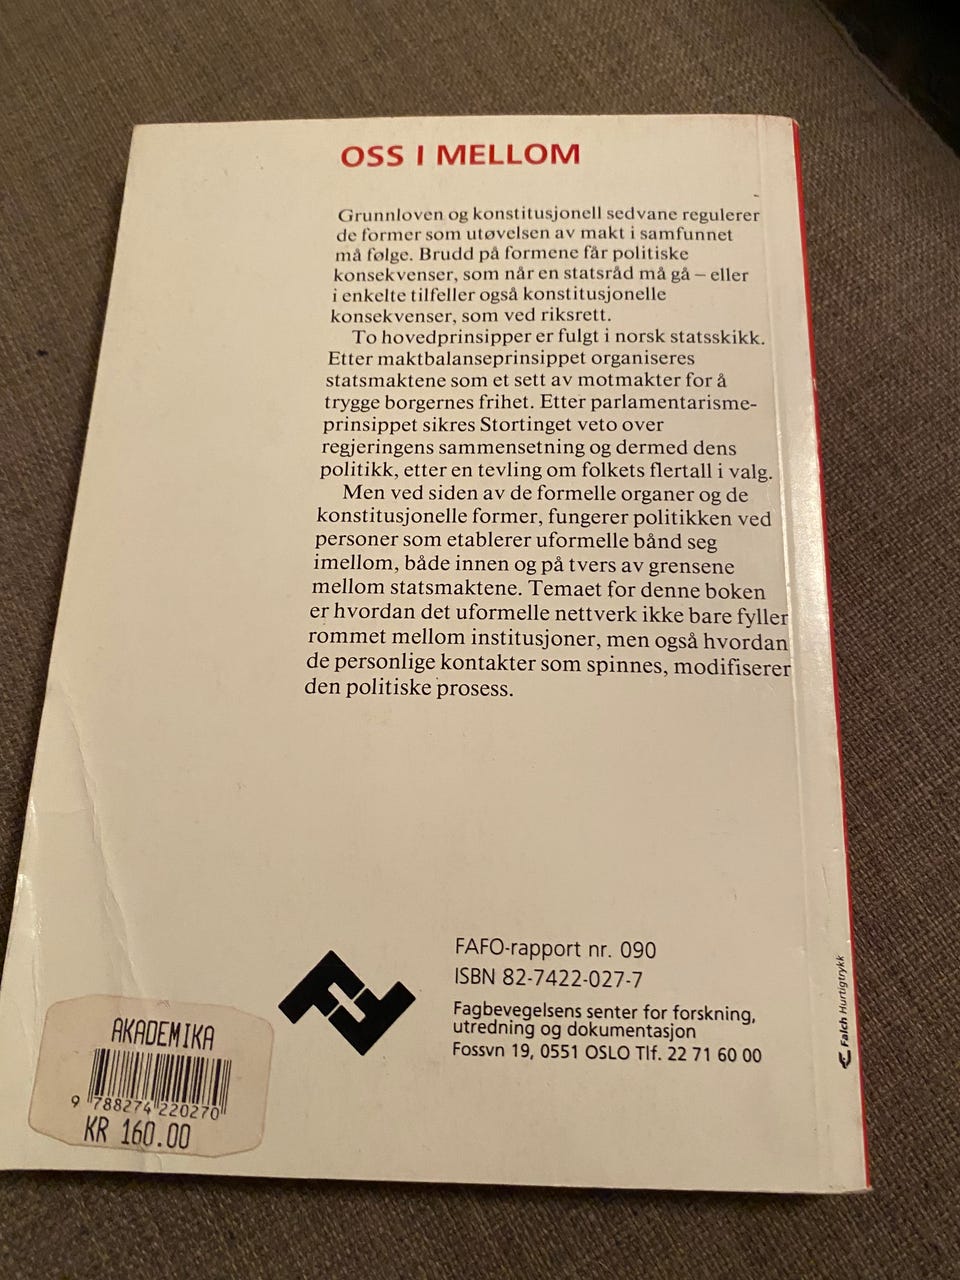 OSS I MELLOM
Grunnloven og konstitusjonell sedvane regulerer
de former som utøvelsen av makt i samfunnet
må følge. Brudd på formene får politiske
konsekvenser, som når en statsråd må gå – eller
i enkelte tilfeller også konstitusjonelle
konsekvenser, som ved riksrett.
To hovedprinsipper er fulgt i norsk statsskikk.
Etter maktbalanseprinsippet organiseres
statsmaktene som et sett av motmakter for å
trygge borgernes frihet. Etter parlamentarisme-
prinsippet sikres Stortinget veto over
regjeringens sammensetning og dermed dens
politikk, etter en tevling om folkets flertall i valg.
Men ved siden av de formelle organer og de
konstitusjonelle former, fungerer politikken ved
personer som etablerer uformelle bånd seg
imellom, både innen og på tvers av grensene
mellom statsmaktene. Temaet for denne boken
er hvordan det uformelle nettverk ikke bare fyller
rommet mellom institusjoner, men også hvordan
de personlige kontakter som spinnes, modifiserer
den politiske prosess.
FAFO-rapport nr. 090
ISBN 82-7422-027-7
Fagbevegelsens senter for forskning,
utredning og dokumentasjon
Fossvn 19, 0551 OSLO Tlf. 22 71 60 00
Falch Hurtigtrykk
AKADEMIKA
9 788274 220270
KR 160.00